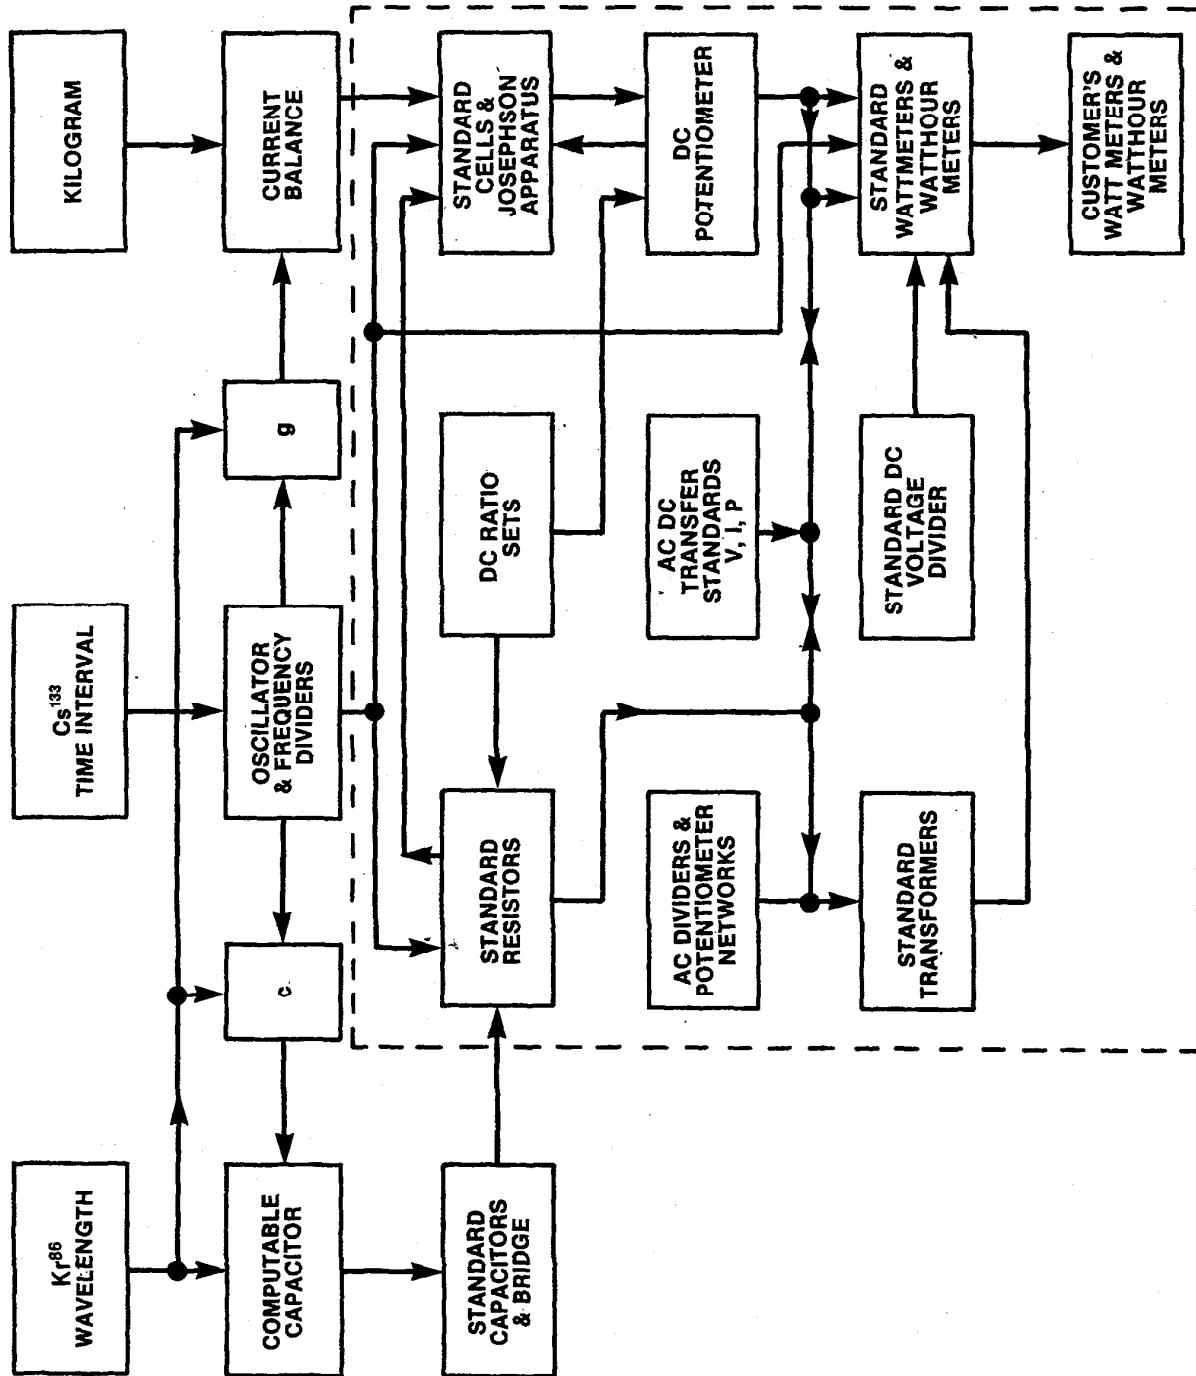 Kr86
WAVELENGTH
Cs133
TIME INTERVAL
KILOGRAM
COMPUTABLE
CAPACITOR
c
OSCILLATOR
& FREQUENCY
DIVIDERS
g
CURRENT
BALANCE
STANDARD
CAPACITORS
& BRIDGE
STANDARD
RESISTORS
DC RATIO
SETS
STANDARD
CELLS &
JOSEPHSON
APPARATUS
AC DIVIDERS &
POTENTIOMETER
NETWORKS
AC DC
TRANSFER
STANDARDS
V, I, P
DC
POTENTIOMETER
STANDARD
TRANSFORMERS
STANDARD DC
VOLTAGE
DIVIDER
STANDARD
WATTMETERS &
WATTHOUR
METERS
CUSTOMER'S
WATT METERS &
WATTHOUR
METERS